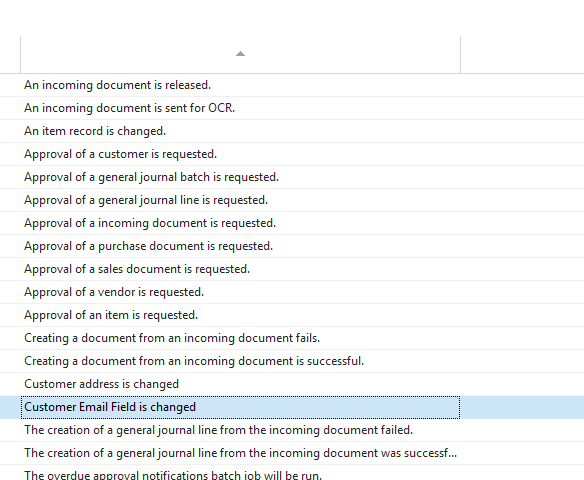 An incoming document is released.
An incoming document is sent for OCR.
An item record is changed.
Approval of a customer is requested.
Approval of a general journal batch is requested.
Approval of a general journal line is requested.
Approval of a incoming document is requested.
Approval of a purchase document is requested.
Approval of a sales document is requested.
Approval of a vendor is requested.
Approval of an item is requested.
Creating a document from an incoming document fails.
Creating a document from an incoming document is successful.
Customer address is changed
Customer Email Field is changed
The creation of a general journal line from the incoming document failed.
The creation of a general journal line from the incoming document was successf...
The overdue approval notifications batch job will be run.